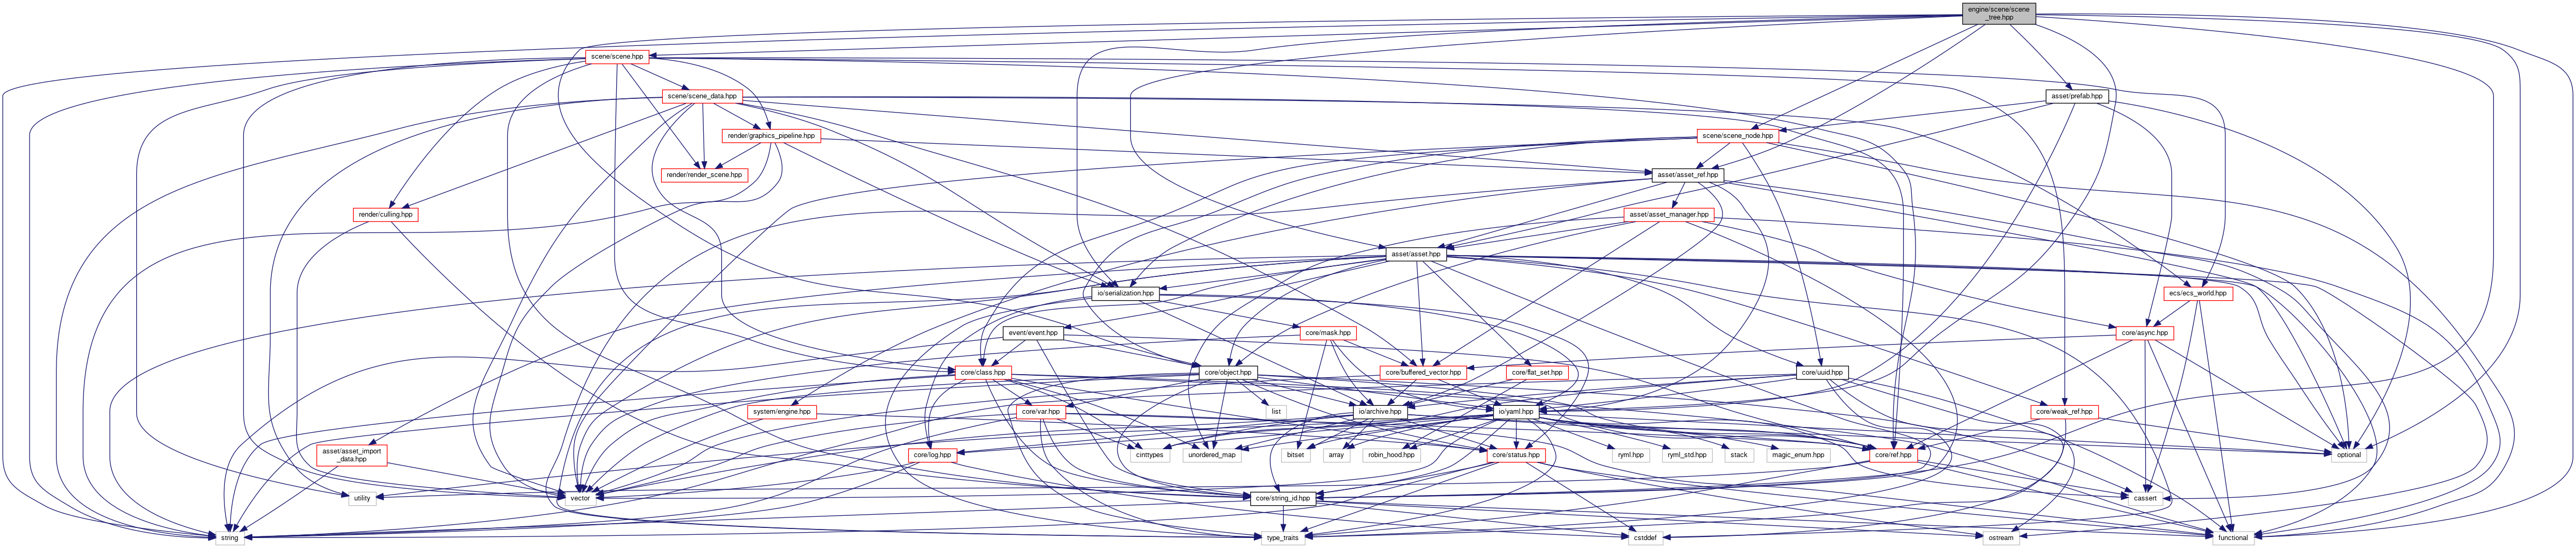 engine/scene/scene
_tree.hpp
scene/scene.hpp
scene/scene_data.hpp
asset/prefab.hpp
render/graphics_pipeline.hpp
scene/scene_node.hpp
render/render_scene.hpp
asset/asset_ref.hpp
render/culling.hpp
asset/asset_manager.hpp
asset/asset.hpp
io/serialization.hpp
ecs/ecs_world.hpp
event/event.hpp
core/mask.hpp
core/async.hpp
core/class.hpp
core/object.hpp
core/buffered_vector.hpp
core/flat_set.hpp
core/uuid.hpp
system/engine.hpp
core/var.hpp
list
io/archive.hpp
io/yaml.hpp
core/weak_ref.hpp
asset/asset_import
_data.hpp
core/log.hpp
cinttypes
unordered_map
bitset
array
robin_hood.hpp
core/status.hpp
ryml.hpp
ryml_std.hpp
stack
magic_enum.hpp
core/ref.hpp
optional
utility
vector
core/string_id.hpp
cassert
string
type_traits
cstddef
ostream
functional